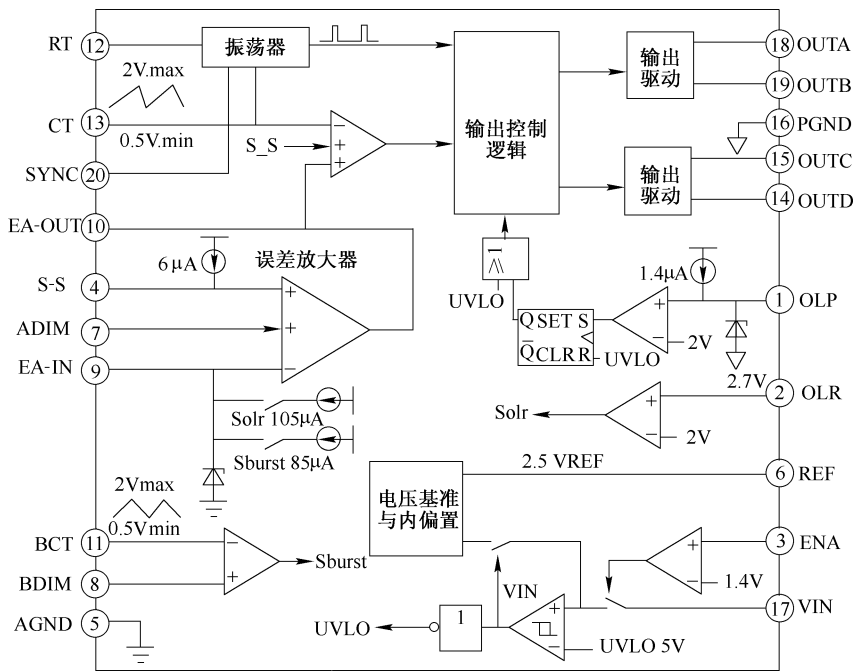 RT
12
振荡器
2V.max
CT
13
0.5V.min
S_S
−
+
+
SYNC
20
EA-OUT
10
输出控制
逻辑
输出
驱动
18
OUTA
19
OUTB
16
PGND
15
OUTC
输出
驱动
14
OUTD
6μA
误差放大器
S-S
4
+
ADIM
7
+
EA-IN
9
−
≥1
UVLO
1.4μA
1
OLP
Q SET S
Q̅ CLR R
UVLO
+
−
2V
2.7V
Solr 105μA
Sburst 85μA
2
OLR
Solr
+
−
2V
2.5 VREF
6
REF
电压基准
与内偏置
2Vmax
0.5Vmin
BCT
11
−
BDIM
8
+
Sburst
AGND
5
3
ENA
+
−
1.4V
VIN
17
VIN
UVLO
1
+
−
UVLO 5V